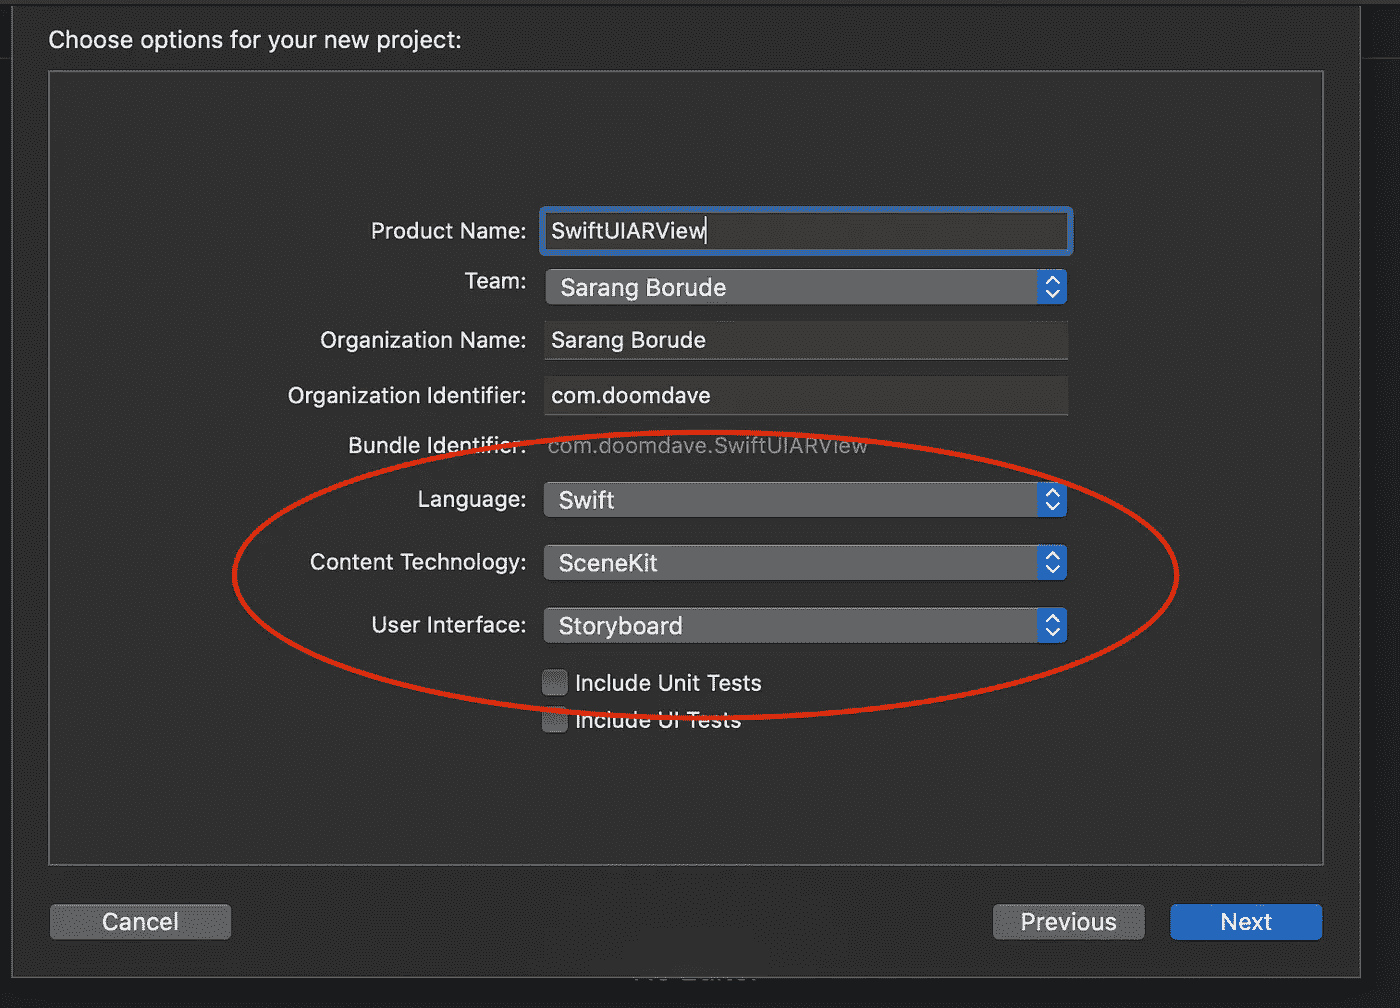 Choose options for your new project:
Product Name: SwiftUIARView
Team: Sarang Borude
Organization Name: Sarang Borude
Organization Identifier: com.doomdave
Bundle Identifier: com.doomdave.SwiftUIARView
Language: Swift
Content Technology: SceneKit
User Interface: Storyboard
Include Unit Tests
Include UI Tests
Cancel Previous Next